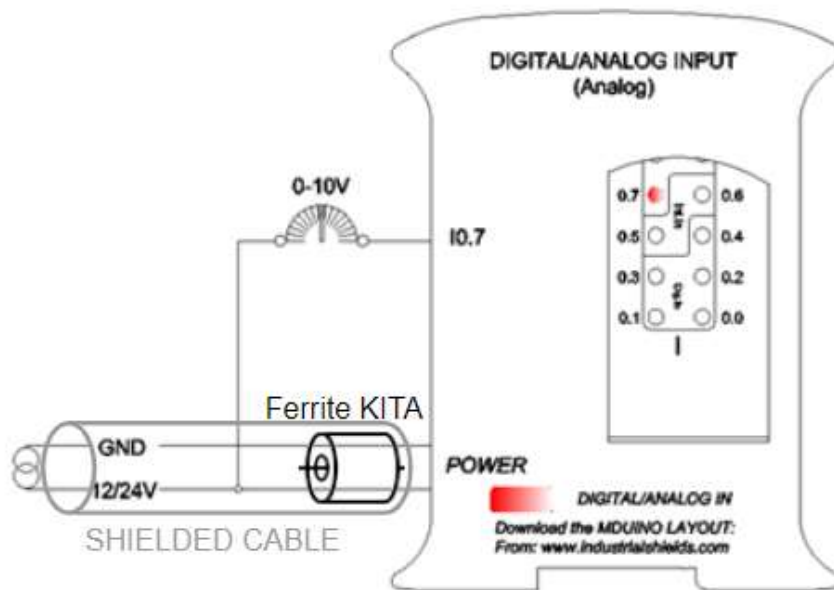 DIGITAL/ANALOG INPUT
(Analog)
0-10V
I0.7
0.7 0.6
0.5 0.4
0.3 0.2
0.1 0.0
I
Ferrite KITA
GND
12/24V
SHIELDED CABLE
POWER
DIGITAL/ANALOG IN
Download the MDUINO LAYOUT:
From: www.industrialshields.com